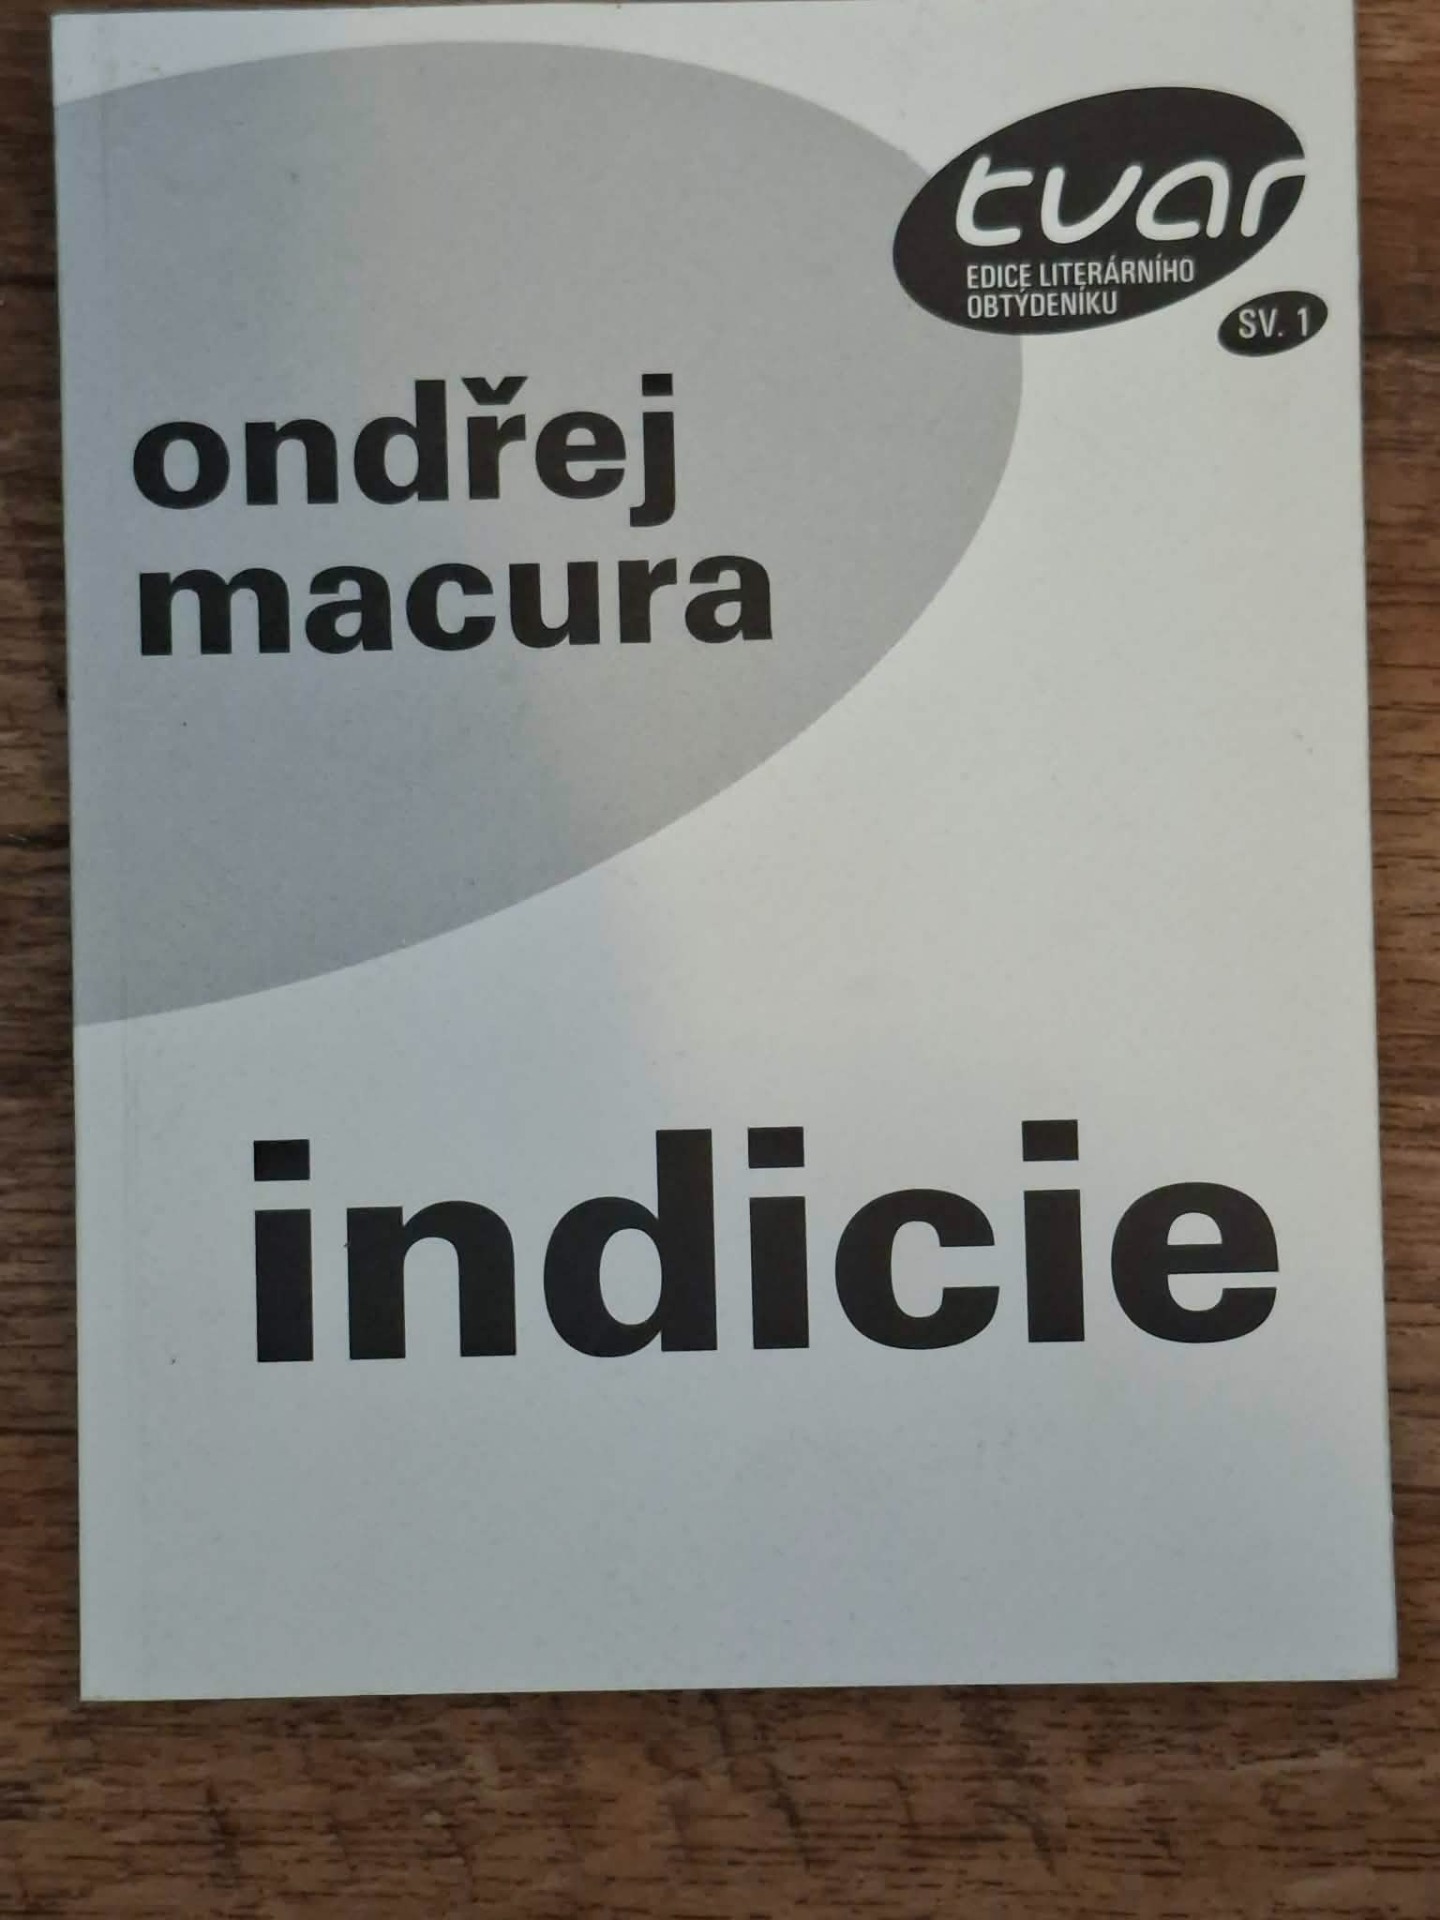 tvar
EDICE LITERÁRNÍHO
OBTÝDENÍKU
SV. 1
ondřej
macura
indicie